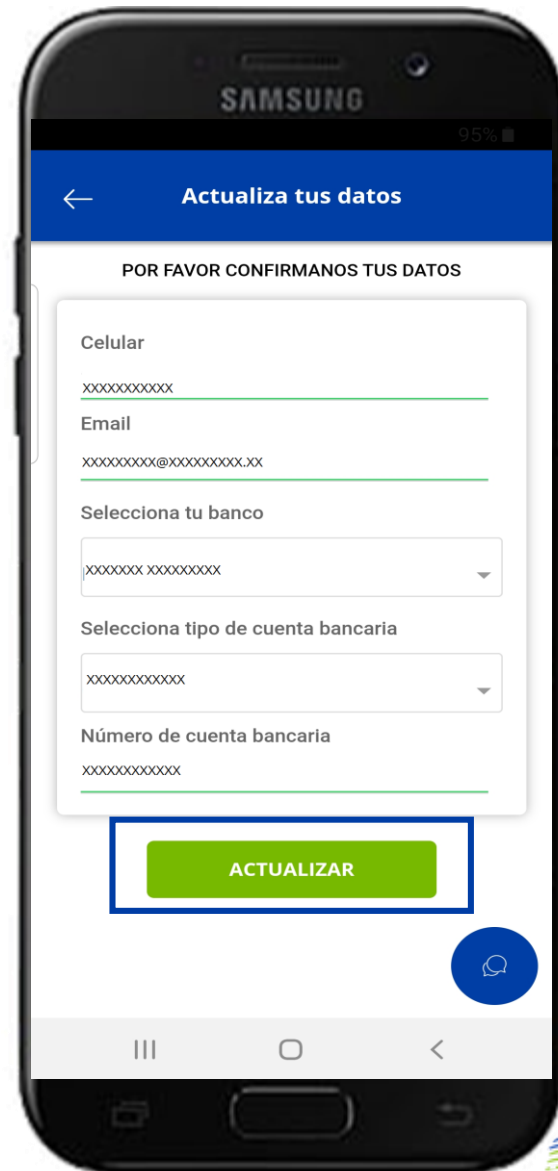 SAMSUNG
95%
Actualiza tus datos
POR FAVOR CONFIRMANOS TUS DATOS
Celular
xxxxxxxxxxx
Email
xxxxxxxxx@xxxxxxxxx.xx
Selecciona tu banco
xxxxxxx xxxxxxxxx
Selecciona tipo de cuenta bancaria
xxxxxxxxxxxx
Número de cuenta bancaria
xxxxxxxxxxxx
ACTUALIZAR